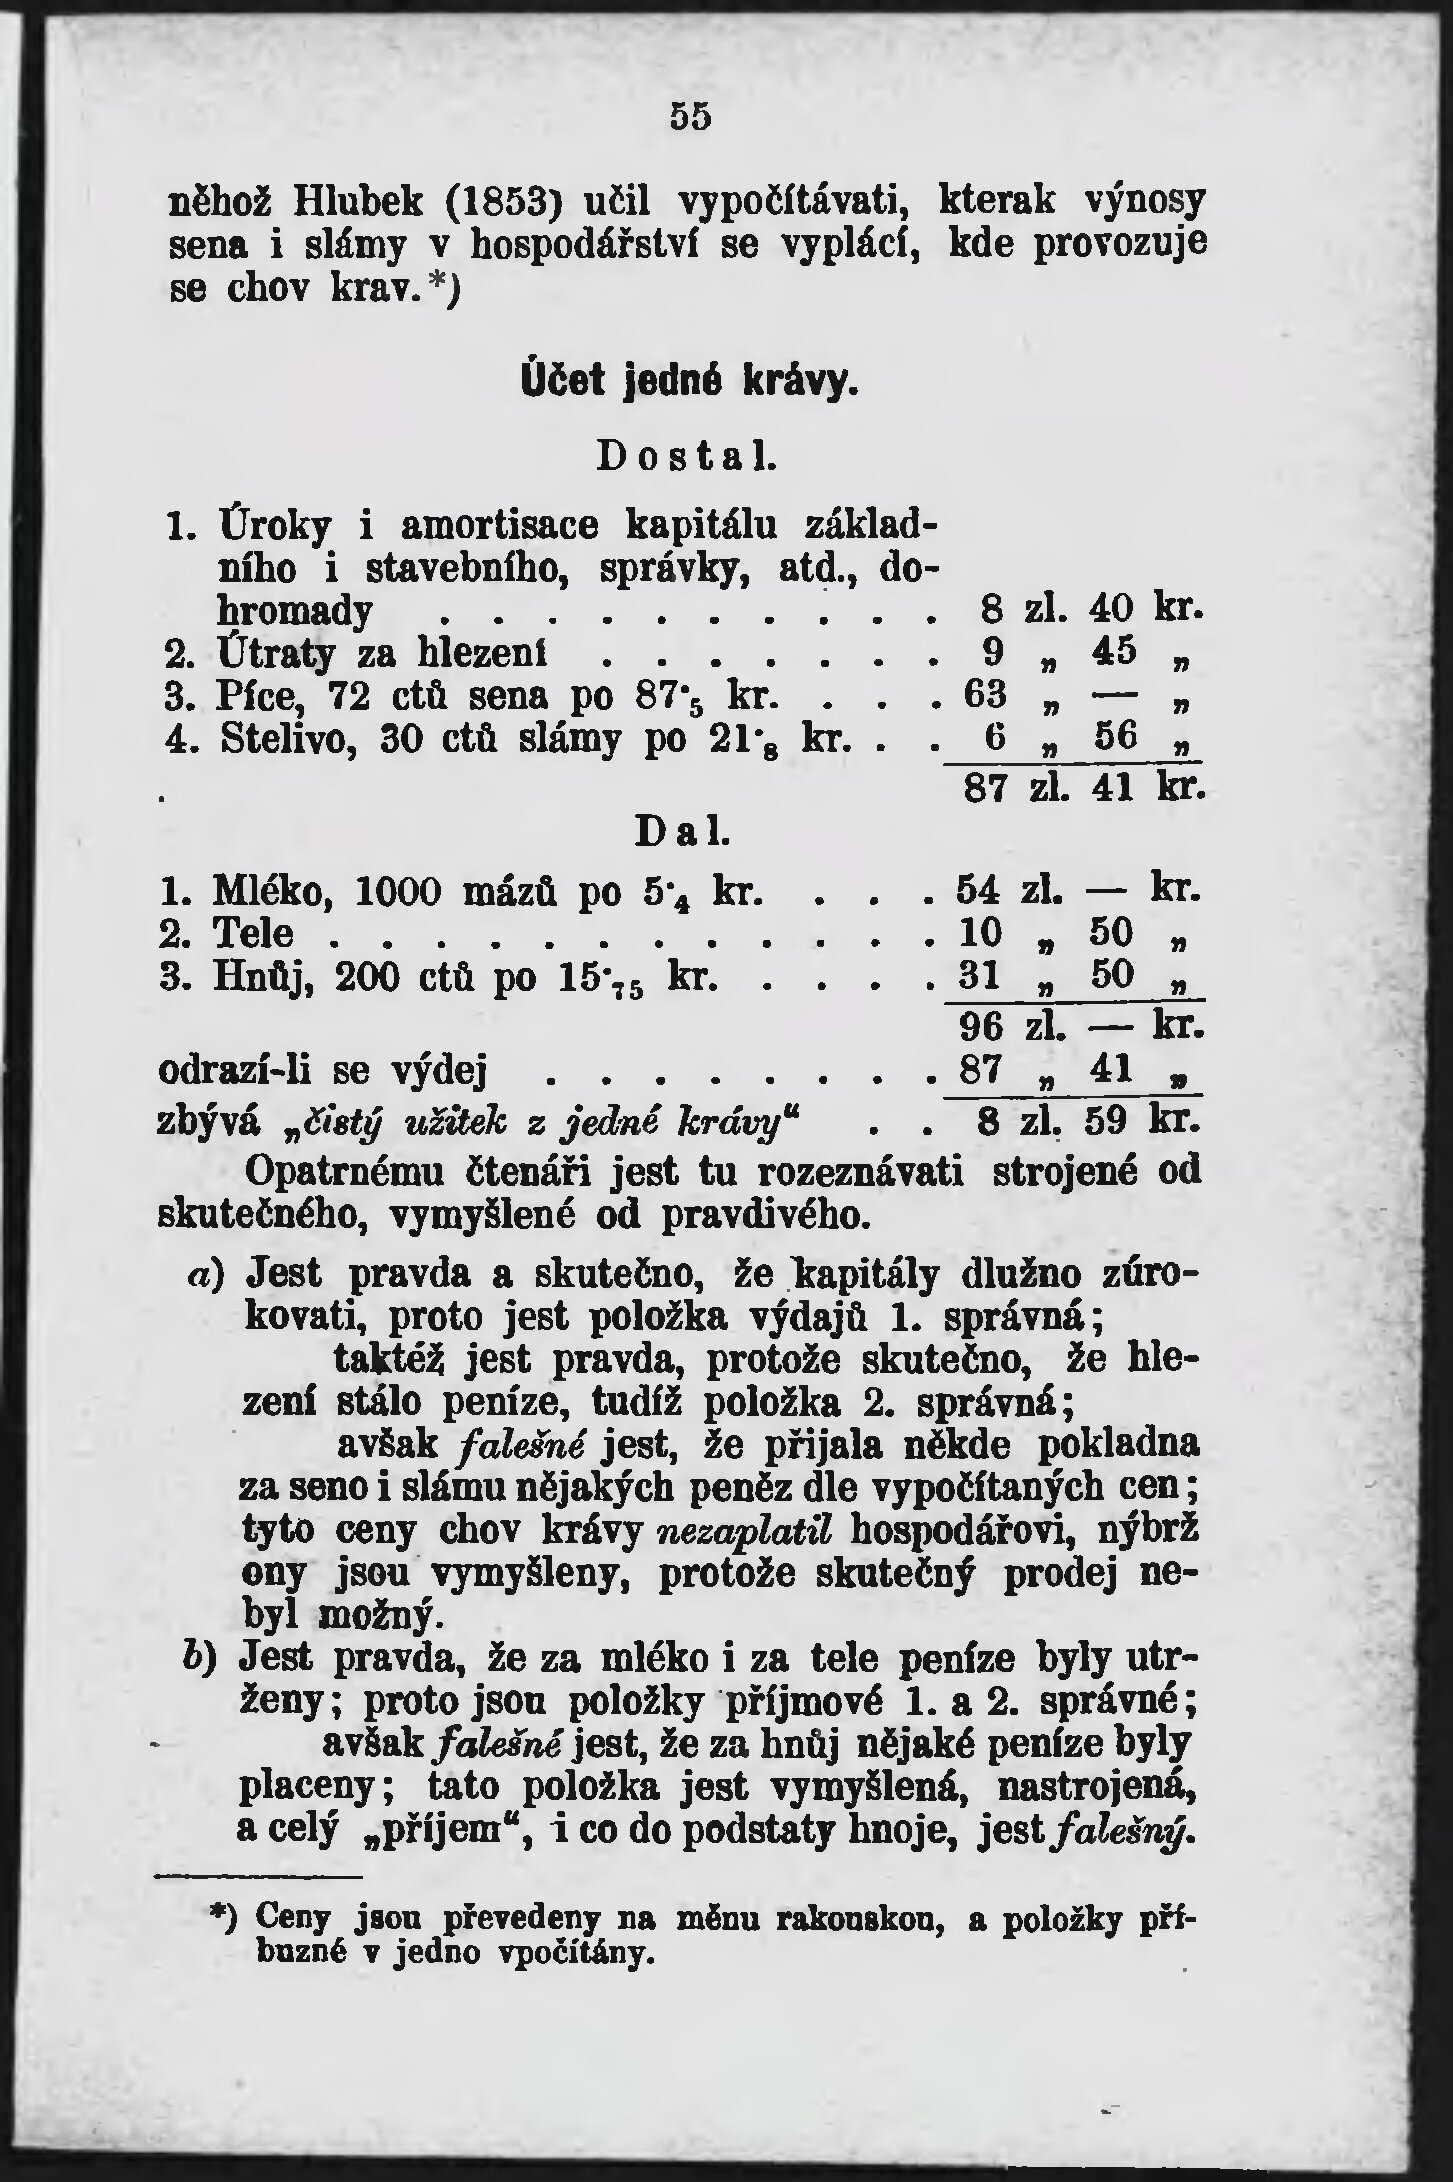 55
něhož Hlubek (1853) učil vypočítávati, kterak výnosy
sena i slámy v hospodářství se vyplácí, kde provozuje
se chov krav.*)
Účet jedné krávy.
Dostal.
1. Úroky i amortisace kapitálu základ-
ního i stavebního, správky, atd., do-
hromady . . . . . . . . . . 8 zl. 40 kr.
2. Útraty za hlezení . . . . . . . 9 „ 45 „
3. Píce, 72 ctů sena po 87·5 kr. . . . 63 „ — „
4. Stelivo, 30 ctů slámy po 21·8 kr. . . 6 „ 56 „
87 zl. 41 kr.
Dal.
1. Mléko, 1000 mázů po 5·4 kr. . . . 54 zl. — kr.
2. Tele . . . . . . . . . . . . 10 „ 50 „
3. Hnůj, 200 ctů po 15·75 kr. . . . . 31 „ 50 „
96 zl. — kr.
odrazí-li se výdej . . . . . . . . 87 „ 41 „
zbývá „čistý užitek z jedné krávy“ . . 8 zl. 59 kr.
Opatrnému čtenáři jest tu rozeznávati strojené od
skutečného, vymyšlené od pravdivého.
a) Jest pravda a skutečno, že kapitály dlužno zúro-
kovati, proto jest položka výdajů 1. správná;
taktéž jest pravda, protože skutečno, že hle-
zení stálo peníze, tudíž položka 2. správná;
avšak falešné jest, že přijala někde pokladna
za seno i slámu nějakých peněz dle vypočítaných cen;
tyto ceny chov krávy nezaplatil hospodářovi, nýbrž
ony jsou vymyšleny, protože skutečný prodej ne-
byl možný.
b) Jest pravda, že za mléko i za tele peníze byly utr-
ženy; proto jsou položky příjmové 1. a 2. správné;
avšak falešné jest, že za hnůj nějaké peníze byly
placeny; tato položka jest vymyšlená, nastrojená,
a celý „příjem“, i co do podstaty hnoje, jest falešný.
*) Ceny jsou převedeny na měnu rakouskou, a položky pří-
buzné v jedno vpočítány.